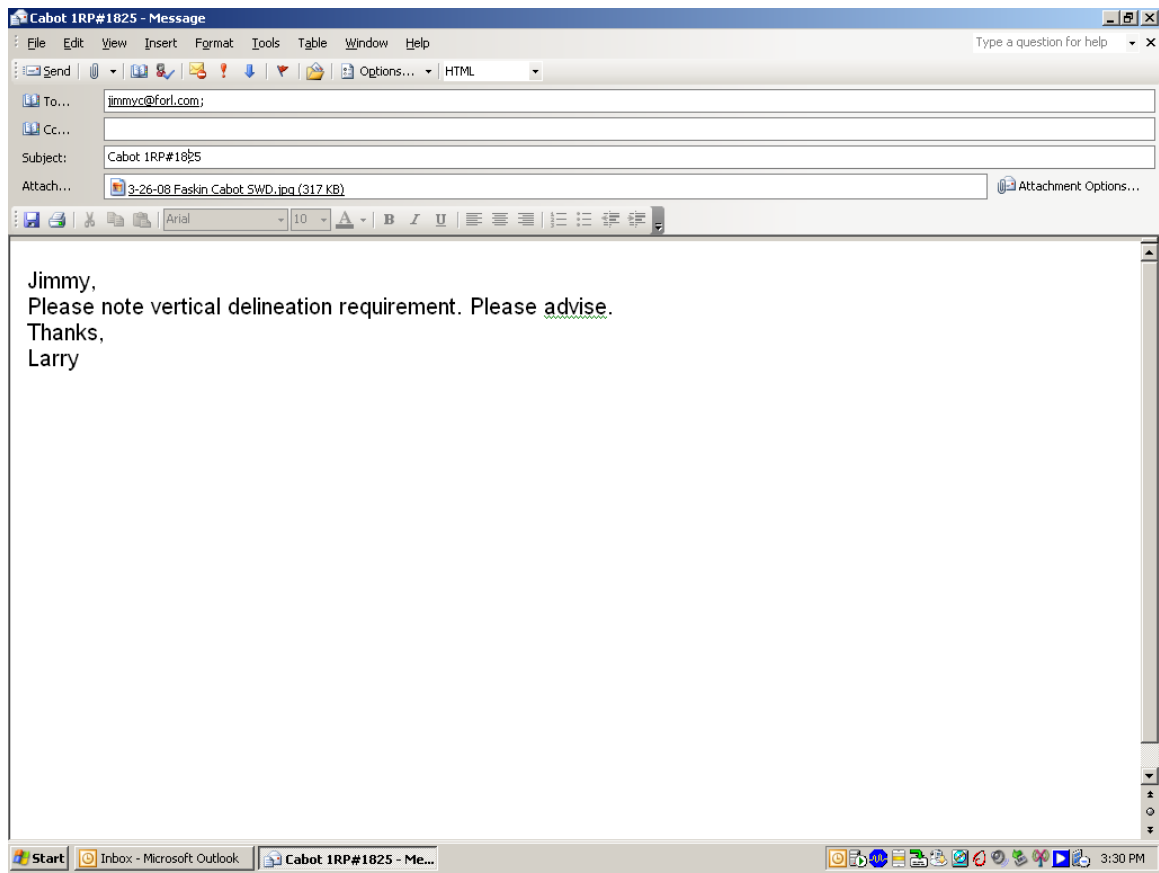 Cabot 1RP#1825 - Message
File Edit View Insert Format Tools Table Window Help Type a question for help
Send Options... HTML
To... jimmyc@forl.com;
Cc...
Subject: Cabot 1RP#1825
Attach... 3-26-08 Faskin Cabot SWD.jpg (317 KB) Attachment Options...
Arial 10 A B I U
Jimmy,
Please note vertical delineation requirement. Please advise.
Thanks,
Larry
Start Inbox - Microsoft Outlook Cabot 1RP#1825 - Me... 3:30 PM